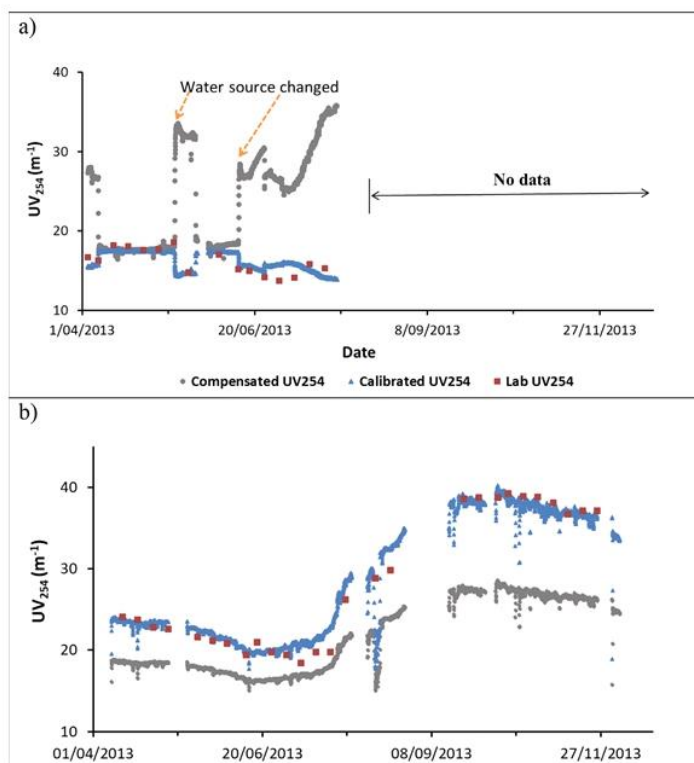 a)
40
Water source changed
30
No data
UV254 (m-1)
20
10
1/04/2013 20/06/2013 8/09/2013 27/11/2013
Date
Compensated UV254 Calibrated UV254 Lab UV254
b)
40
UV254 (m-1)
30
20
10
01/04/2013 20/06/2013 08/09/2013 27/11/2013